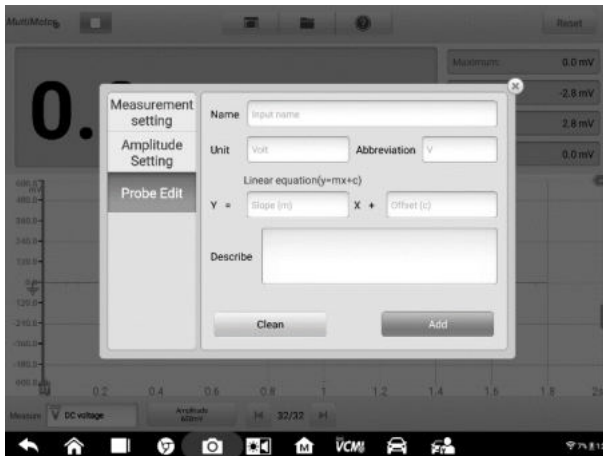 MultiMeter
Reset
Maximum: 0.0 mV
-2.8 mV
2.8 mV
0.0 mV
0.
Measurement setting
Amplitude Setting
Probe Edit
Name Input name
Unit Volt Abbreviation V
Linear equation(y=mx+c)
Y = Slope (m) X + Offset (c)
Describe
Clean Add
mV
0.2 0.4 0.6 0.8 1 1.2 1.4 1.6 1.8
Measure DC voltage
Amplitude
600mV
32/32
VCMI